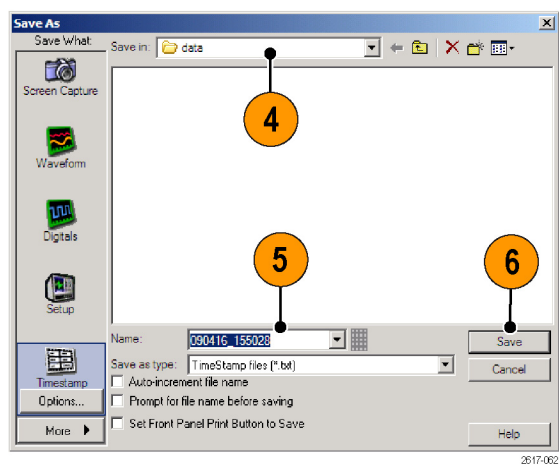 Save As
Save What:
Save in: data
Screen Capture
4
Waveform
Digitals
5
6
Setup
Name: 090416_155028
Save
Save as type: TimeStamp files (*.txt)
Cancel
Timestamp
Auto-increment file name
Options...
Prompt for file name before saving
More
Set Front Panel Print Button to Save
Help
2617-062